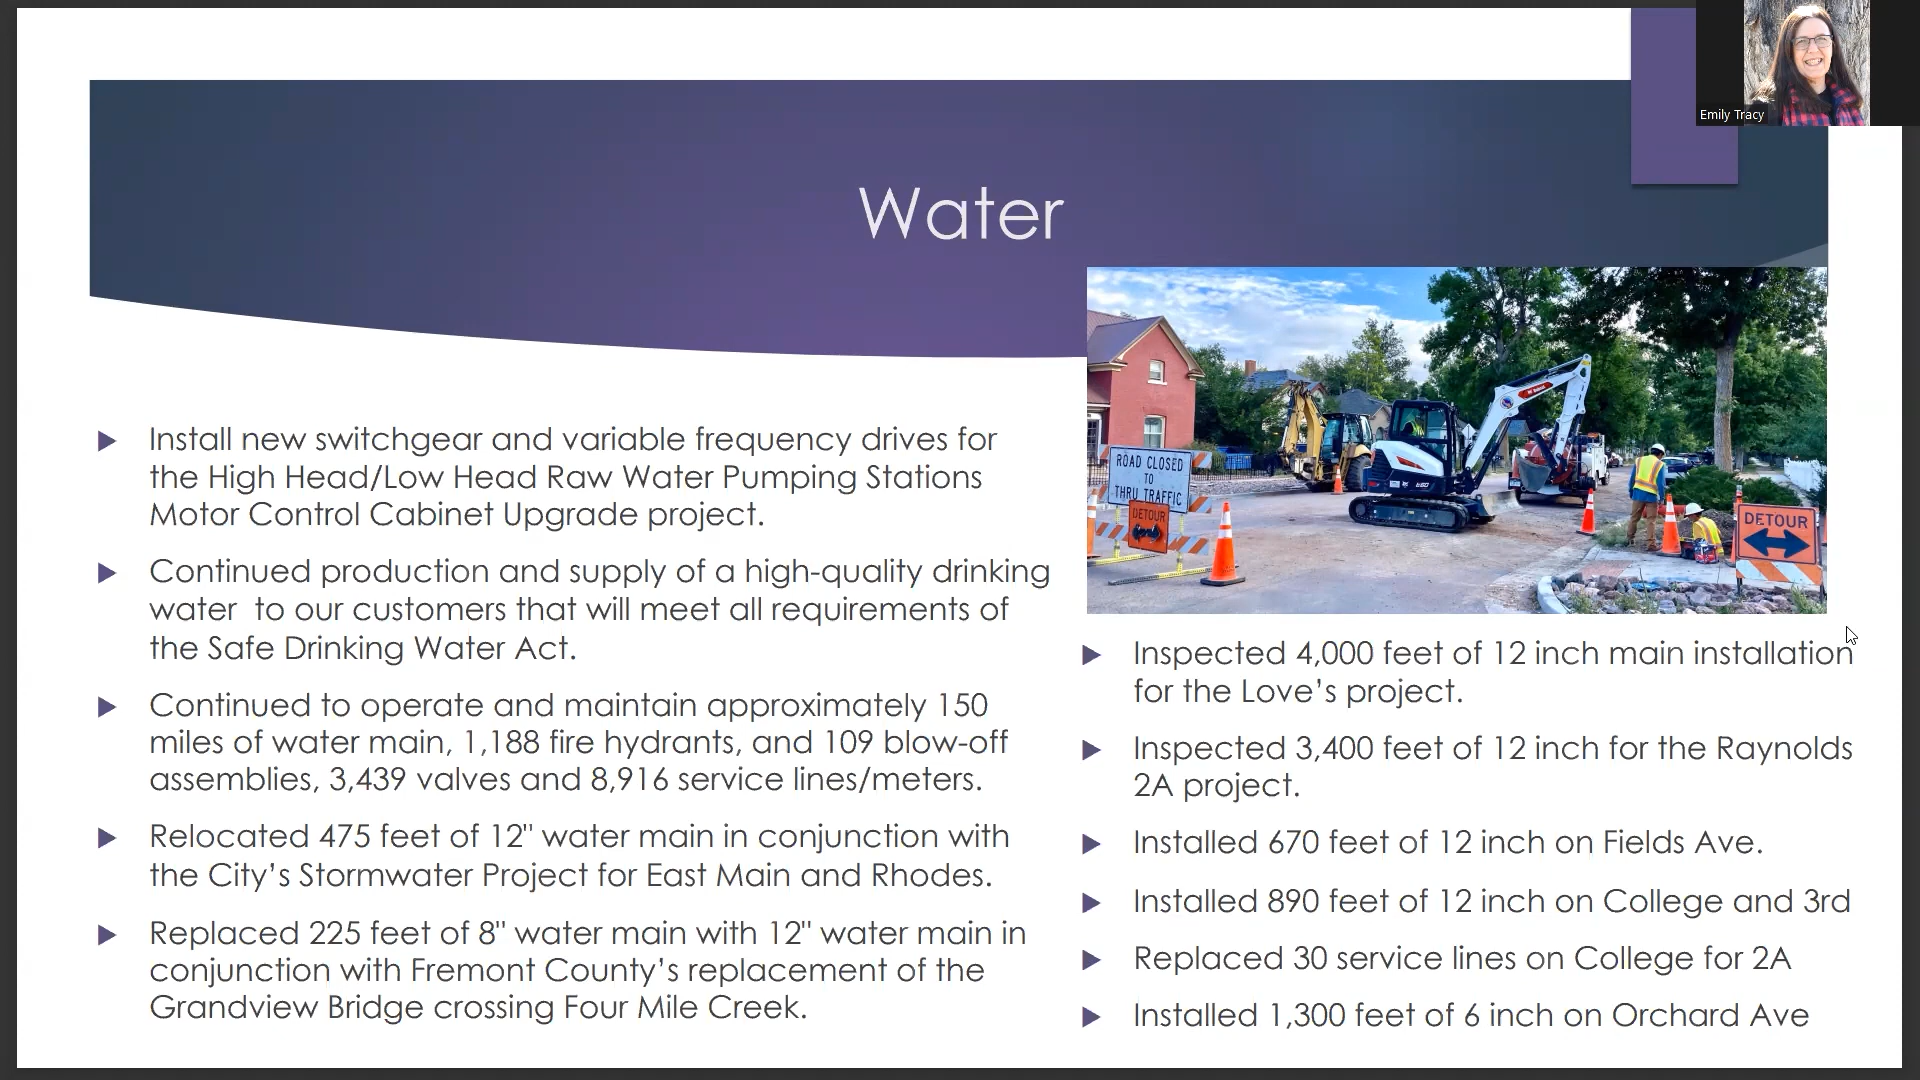 Emily Tracy
Water
Install new switchgear and variable frequency drives for
the High Head/Low Head Raw Water Pumping Stations
Motor Control Cabinet Upgrade project.
Continued production and supply of a high-quality drinking
water to our customers that will meet all requirements of
the Safe Drinking Water Act.
Continued to operate and maintain approximately 150
miles of water main, 1,188 fire hydrants, and 109 blow-off
assemblies, 3,439 valves and 8,916 service lines/meters.
Relocated 475 feet of 12" water main in conjunction with
the City's Stormwater Project for East Main and Rhodes.
Replaced 225 feet of 8" water main with 12" water main in
conjunction with Fremont County's replacement of the
Grandview Bridge crossing Four Mile Creek.
ROAD CLOSED
TO
THRU TRAFFIC
DETOUR
DETOUR
Inspected 4,000 feet of 12 inch main installation
for the Love's project.
Inspected 3,400 feet of 12 inch for the Raynolds
2A project.
Installed 670 feet of 12 inch on Fields Ave.
Installed 890 feet of 12 inch on College and 3rd
Replaced 30 service lines on College for 2A
Installed 1,300 feet of 6 inch on Orchard Ave